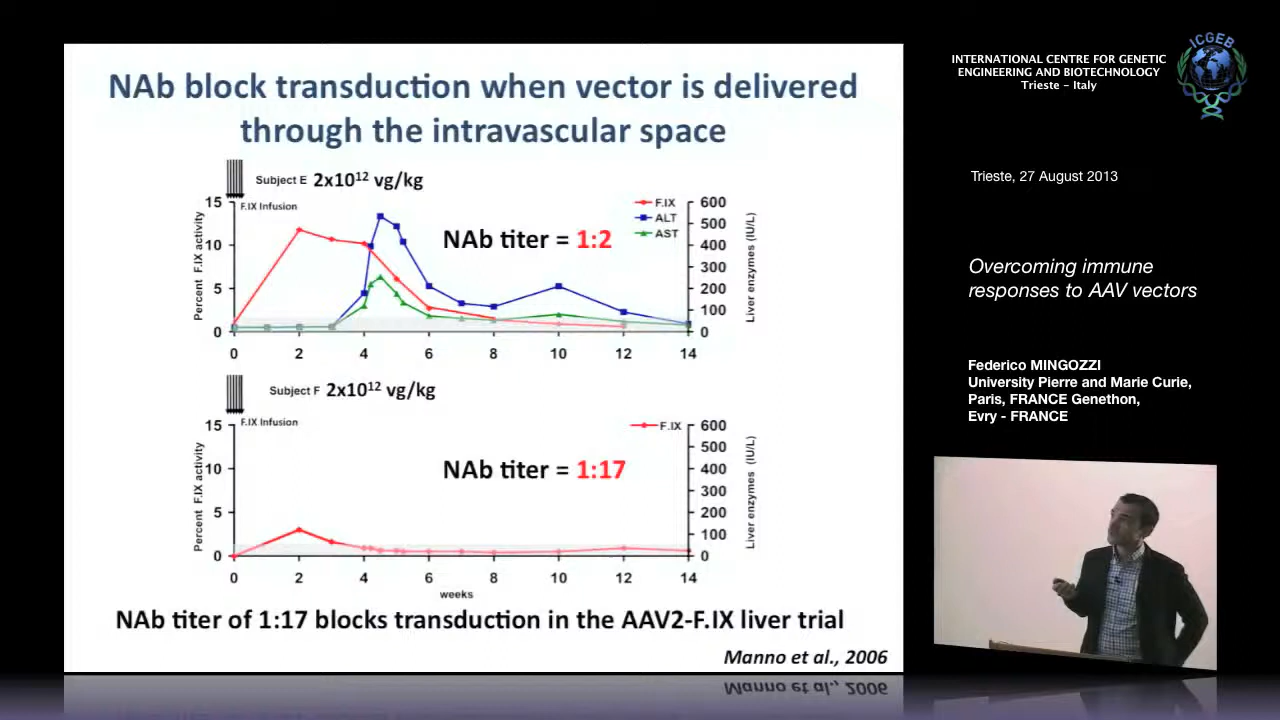 NAb block transduction when vector is delivered
through the intravascular space
Subject E 2x10¹² vg/kg
F.IX Infusion
NAb titer = 1:2
F.IX
ALT
AST
Percent F.IX activity
15
10
5
0
600
500
400
300
200
100
0
Liver enzymes (IU/L)
0 2 4 6 8 10 12 14
Subject F 2x10¹² vg/kg
F.IX Infusion
NAb titer = 1:17
F.IX
Percent F.IX activity
15
10
5
0
600
500
400
300
200
100
0
Liver enzymes (IU/L)
0 2 4 6 8 10 12 14
weeks
NAb titer of 1:17 blocks transduction in the AAV2-F.IX liver trial
Manno et al., 2006
INTERNATIONAL CENTRE FOR GENETIC
ENGINEERING AND BIOTECHNOLOGY
Trieste - Italy
ICGEB
Trieste, 27 August 2013
Overcoming immune
responses to AAV vectors
Federico MINGOZZI
University Pierre and Marie Curie,
Paris, FRANCE Genethon,
Evry - FRANCE